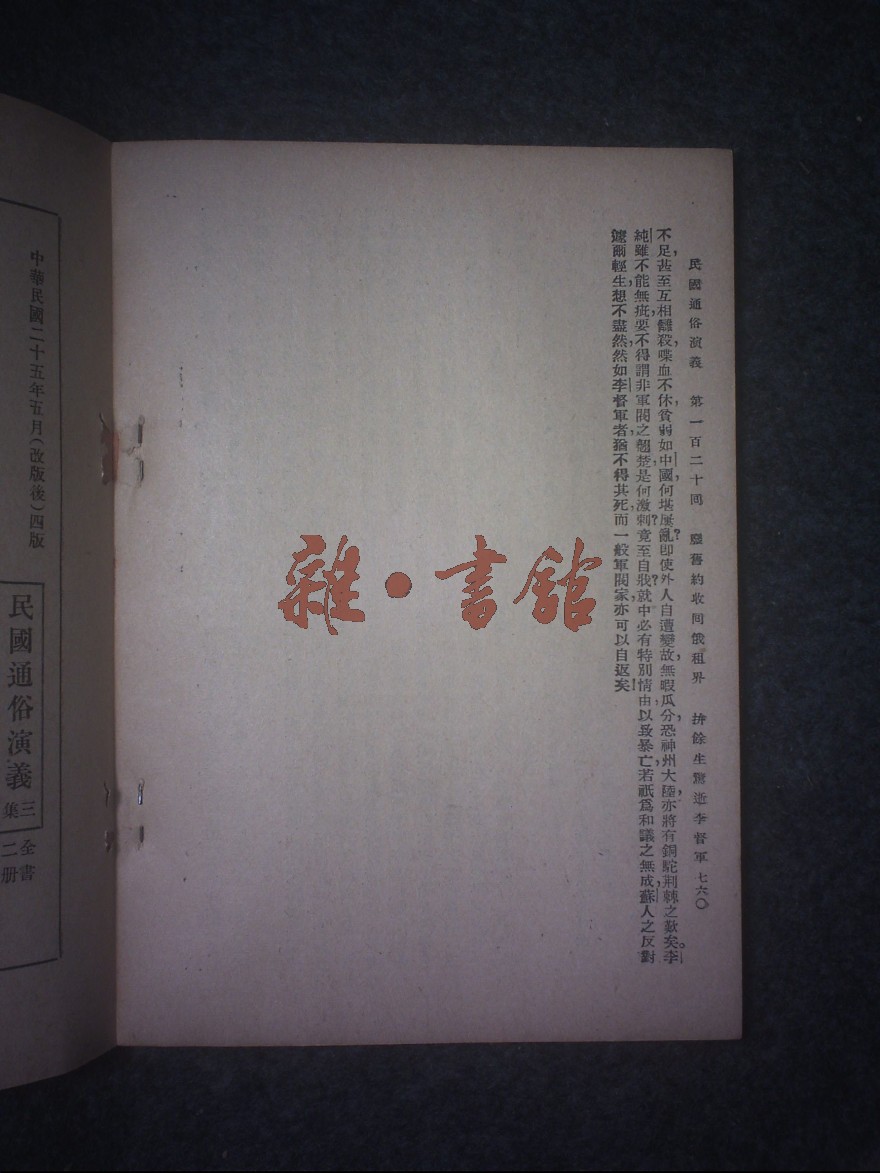 民國通俗演義　第一百二十回　舊約收回俄租界　拚餘生驚逝李督軍　七六〇
不足，甚至互相讎殺，喋血不休，貧弱如中國，何堪屢亂？即使外人自遭變故，無暇瓜分，恐神州大陸，亦將有銅駝荊棘之歎矣。李
純雖不能無疵，要不得謂非軍閥之翹楚，是何激刺，竟至自戕？就中必有特別情由，以致暴亡，若祇爲和議之無成，蘇人之反對，
遽爾輕生，想不盡然。然如李督軍者，猶不得其死，而一般軍閥家，亦可以自返矣！
雜·書館
中華民國二十五年五月（改版後）四版
民國通俗演義
三集
全書
二册